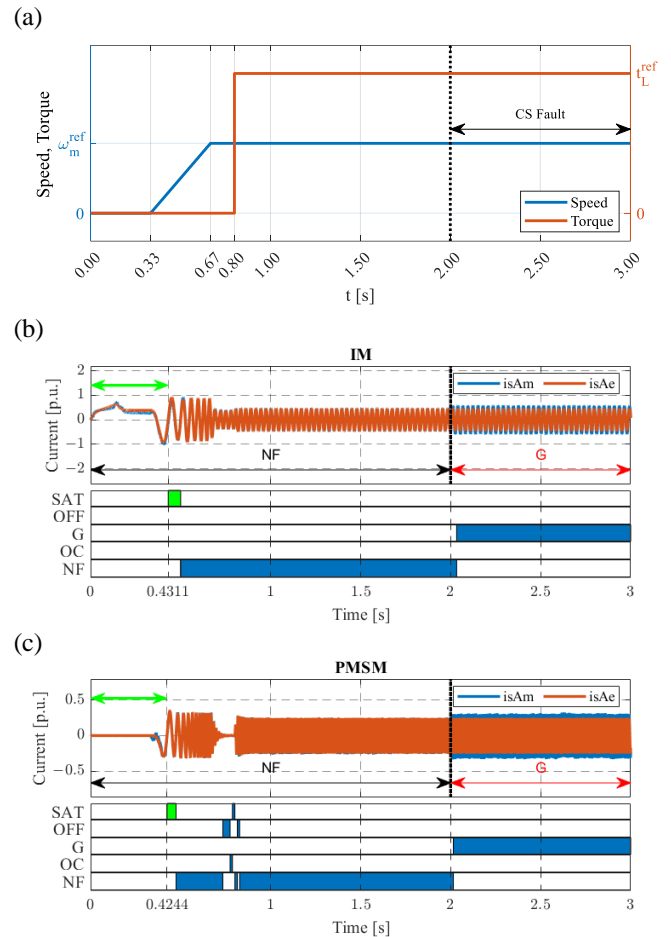 (a)
Speed, Torque
ω_m^ref
0
t_L^ref
0
CS Fault
Speed
Torque
0.00
0.33
0.67
0.80
1.00
1.50
2.00
2.50
3.00
t [s]
(b)
IM
Current [p.u.]
2
1
0
−1
−2
isAm
isAe
NF
G
SAT
OFF
G
OC
NF
0 0.4311 1 1.5 2 2.5 3
Time [s]
(c)
PMSM
Current [p.u.]
0.5
0
−0.5
isAm
isAe
NF
G
SAT
OFF
G
OC
NF
0 0.4244 1 1.5 2 2.5 3
Time [s]